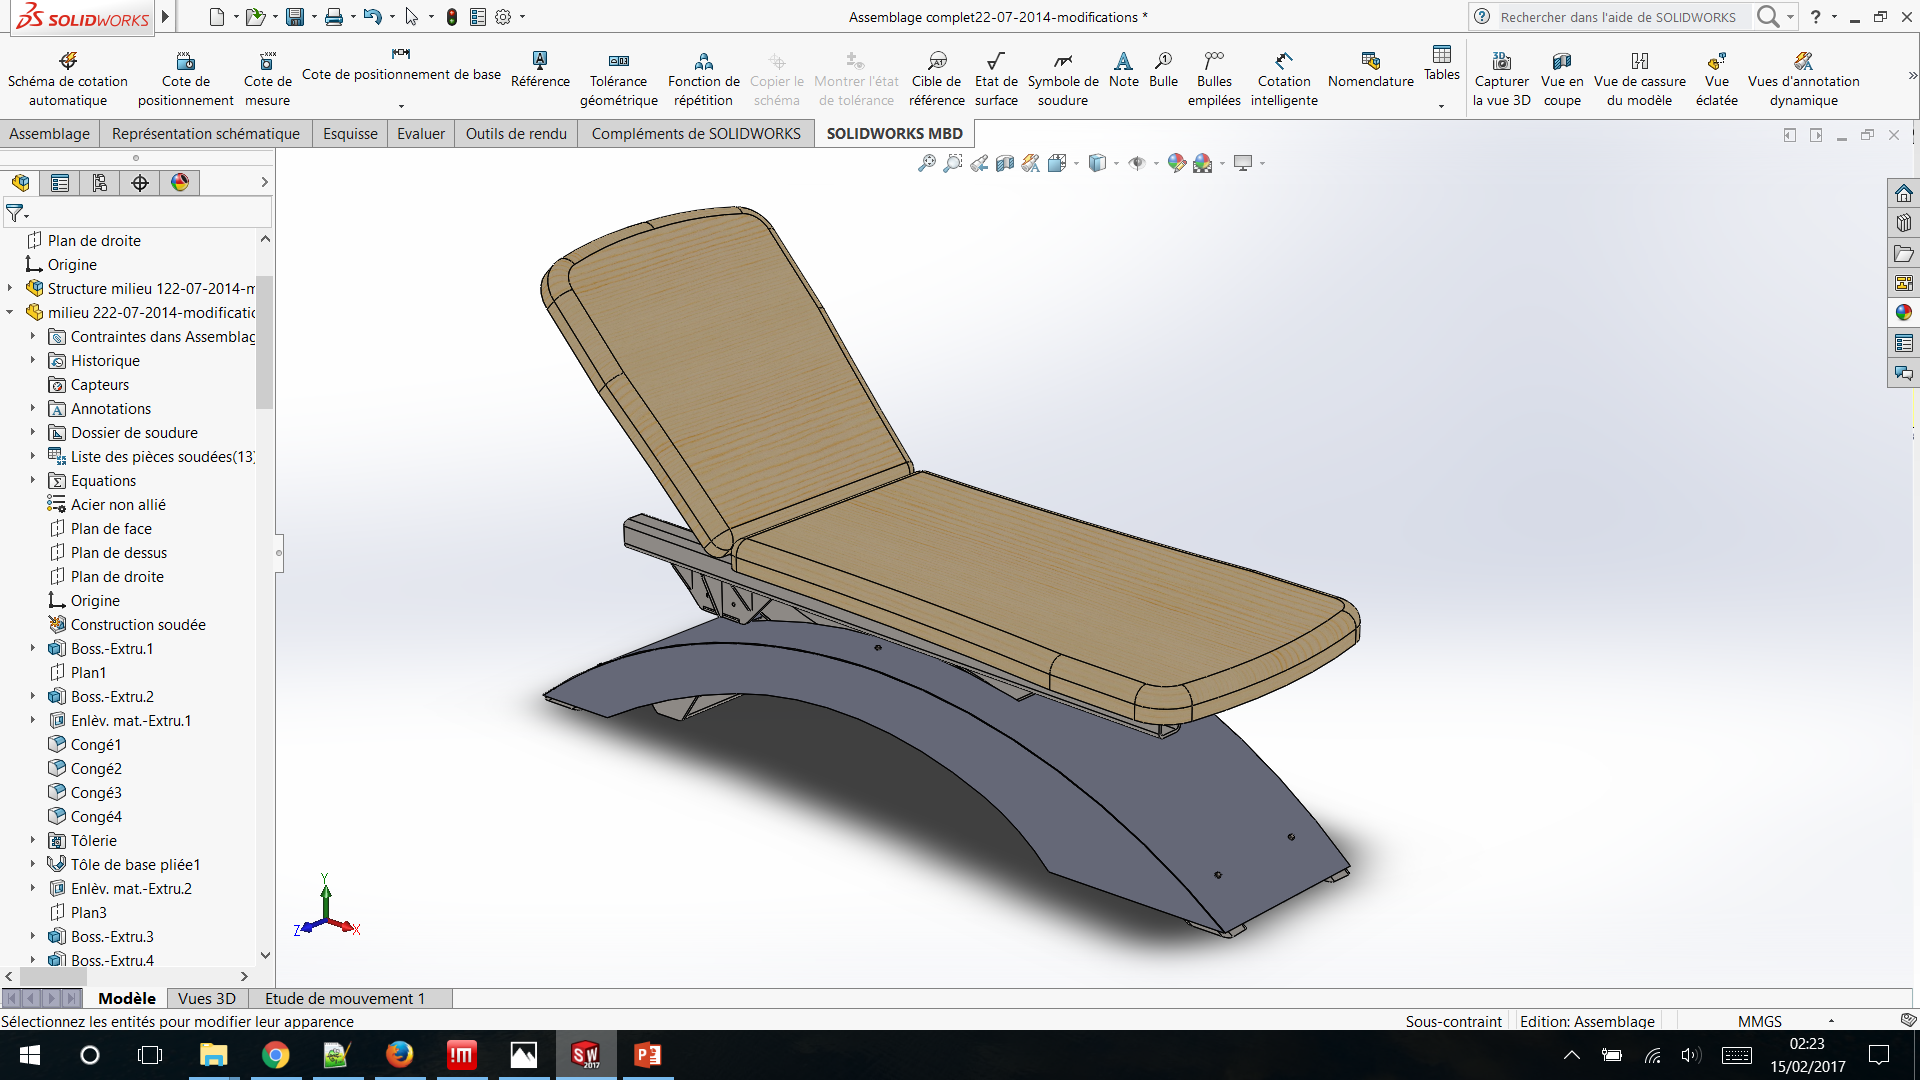 SOLIDWORKS
Assemblage complet22-07-2014-modifications *
Rechercher dans l'aide de SOLIDWORKS
Schéma de cotation
automatique
Cote de
positionnement
Cote de
mesure
Cote de positionnement de base
Référence
Tolérance
géométrique
Fonction de
répétition
Copier le
schéma
Montrer l'état
de tolérance
Cible de
référence
Etat de
surface
Symbole de
soudure
Note
Bulle
Bulles
empilées
Cotation
intelligente
Nomenclature
Tables
Capturer
la vue 3D
Vue en
coupe
Vue de cassure
du modèle
Vue
éclatée
Vues d'annotation
dynamique
Assemblage
Représentation schématique
Esquisse
Evaluer
Outils de rendu
Compléments de SOLIDWORKS
SOLIDWORKS MBD
Plan de droite
Origine
Structure milieu 122-07-2014-m
milieu 222-07-2014-modificatio
Contraintes dans Assemblag
Historique
Capteurs
Annotations
Dossier de soudure
Liste des pièces soudées(13)
Equations
Acier non allié
Plan de face
Plan de dessus
Plan de droite
Origine
Construction soudée
Boss.-Extru.1
Plan1
Boss.-Extru.2
Enlèv. mat.-Extru.1
Congé1
Congé2
Congé3
Congé4
Tôlerie
Tôle de base pliée1
Enlèv. mat.-Extru.2
Plan3
Boss.-Extru.3
Boss.-Extru.4
Y
Z
X
Modèle
Vues 3D
Etude de mouvement 1
Sélectionnez les entités pour modifier leur apparence
Sous-contraint
Edition: Assemblage
MMGS
02:23
15/02/2017